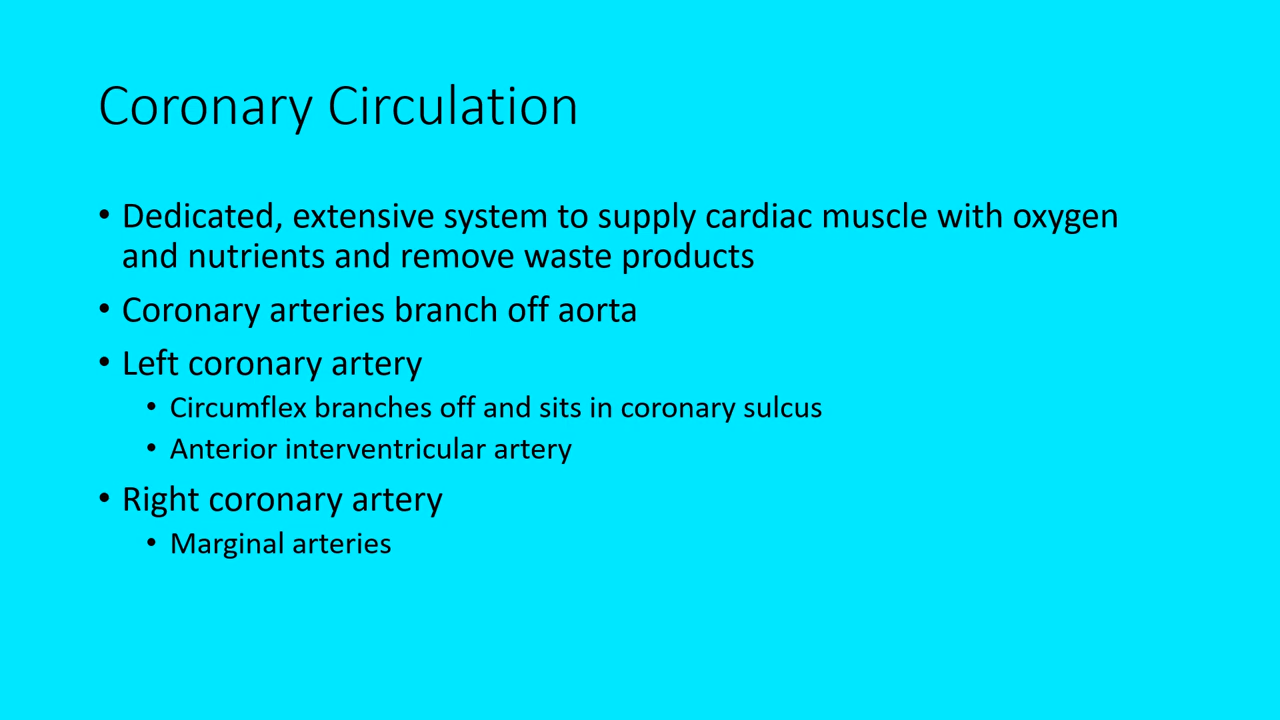 Coronary Circulation
• Dedicated, extensive system to supply cardiac muscle with oxygen
and nutrients and remove waste products
• Coronary arteries branch off aorta
• Left coronary artery
• Circumflex branches off and sits in coronary sulcus
• Anterior interventricular artery
• Right coronary artery
• Marginal arteries